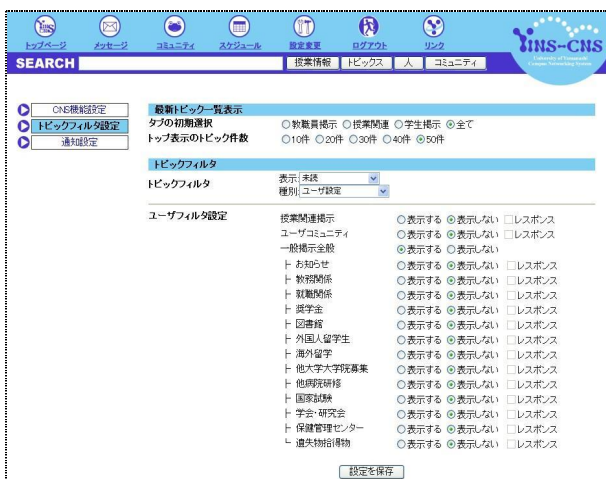 Yins
CNS
トップページ メッセージ コミュニティ スケジュール 設定変更 ログアウト リンク
YINS-CNS
University of Yamanashi
Campus Networking System
SEARCH 授業情報 トピックス 人 コミュニティ
CNS機能設定
トピックフィルタ設定
通知設定
最新トピック一覧表示
タブの初期選択 教職員掲示 授業関連 学生掲示 全て
トップ表示のトピック件数 10件 20件 30件 40件 50件
トピックフィルタ
トピックフィルタ 表示:未読
種別:ユーザ設定
ユーザフィルタ設定 授業関連掲示 表示する 表示しない レスポンス
ユーザコミュニティ 表示する 表示しない レスポンス
一般掲示全般 表示する 表示しない
├ お知らせ 表示する 表示しない レスポンス
├ 教務関係 表示する 表示しない レスポンス
├ 就職関係 表示する 表示しない レスポンス
├ 奨学金 表示する 表示しない レスポンス
├ 図書館 表示する 表示しない レスポンス
├ 外国人留学生 表示する 表示しない レスポンス
├ 海外留学 表示する 表示しない レスポンス
├ 他大学大学院募集 表示する 表示しない レスポンス
├ 他病院研修 表示する 表示しない レスポンス
├ 国家試験 表示する 表示しない レスポンス
├ 学会・研究会 表示する 表示しない レスポンス
├ 保健管理センター 表示する 表示しない レスポンス
└ 遺失物拾得物 表示する 表示しない レスポンス
設定を保存